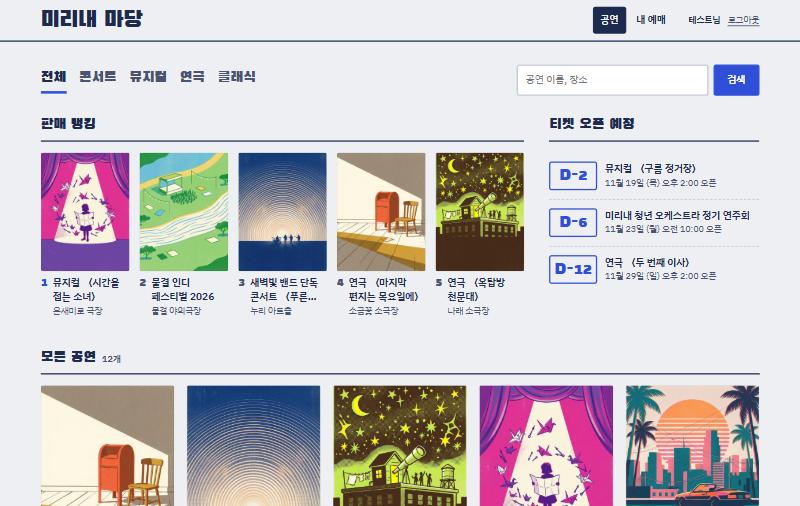 미리내 마당
공연 내 예매 테스트님 로그아웃
전체 콘서트 뮤지컬 연극 클래식
공연 이름, 장소 검색
판매 랭킹
1 뮤지컬 〈시간을
접는 소녀〉
은새미로 극장
2 물결 인디
페스티벌 2026
물결 야외극장
3 새벽빛 밴드 단독
콘서트 〈푸른…
누리 아트홀
4 연극 〈마지막
편지는 목요일에〉
소금꽃 소극장
5 연극 〈옥탑방
천문대〉
나래 소극장
티켓 오픈 예정
D-2 뮤지컬 〈구름 정거장〉
11월 19일 (목) 오후 2:00 오픈
D-6 미리내 청년 오케스트라 정기 연주회
11월 23일 (월) 오전 10:00 오픈
D-12 연극 〈두 번째 이사〉
11월 29일 (일) 오후 2:00 오픈
모든 공연 12개